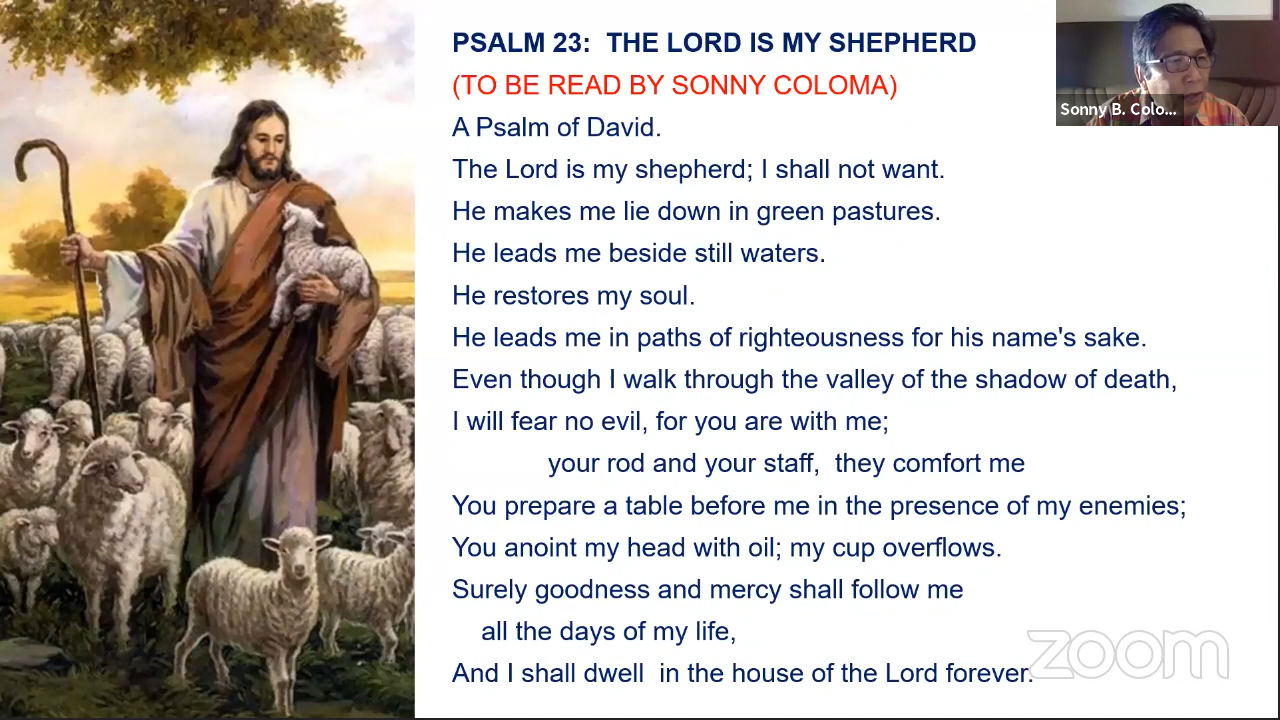 PSALM 23:  THE LORD IS MY SHEPHERD
(TO BE READ BY SONNY COLOMA)
Sonny B. Colo...
A Psalm of David.
The Lord is my shepherd; I shall not want.
He makes me lie down in green pastures.
He leads me beside still waters.
He restores my soul.
He leads me in paths of righteousness for his name's sake.
Even though I walk through the valley of the shadow of death,
I will fear no evil, for you are with me;
your rod and your staff,  they comfort me
You prepare a table before me in the presence of my enemies;
You anoint my head with oil; my cup overflows.
Surely goodness and mercy shall follow me
all the days of my life,
And I shall dwell  in the house of the Lord forever.
zoom